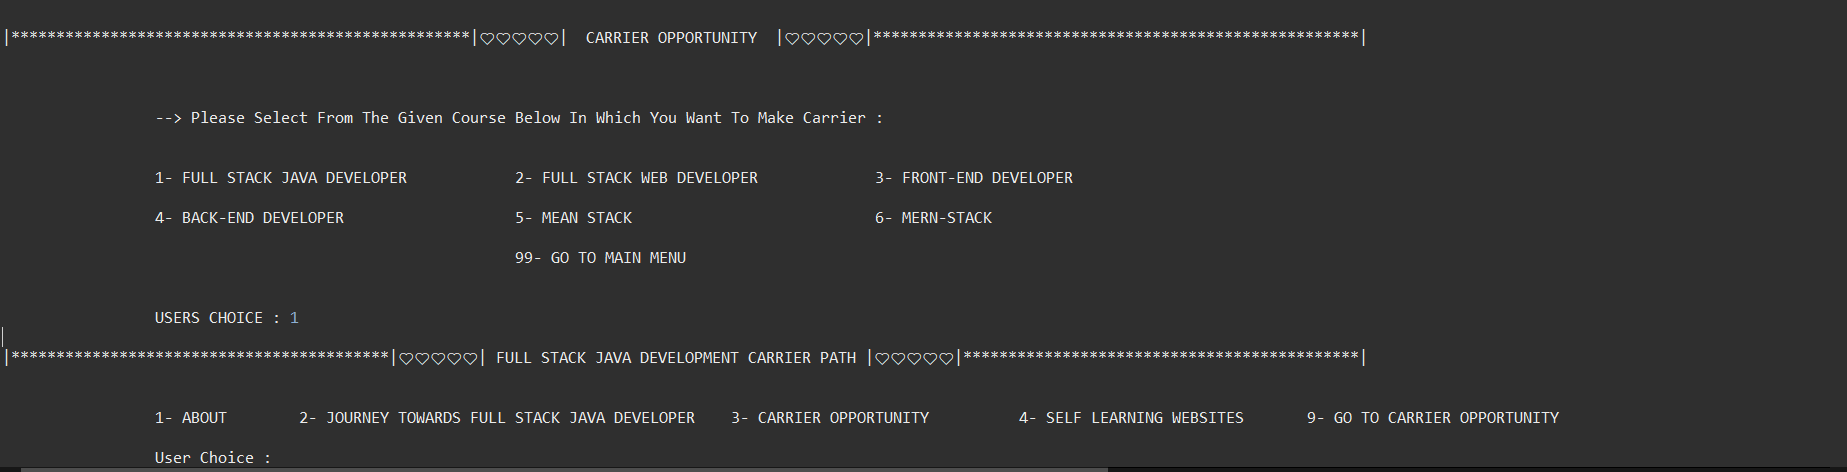 |***************************************************|♡♡♡♡♡|  CARRIER OPPORTUNITY  |♡♡♡♡♡|******************************************************|
--> Please Select From The Given Course Below In Which You Want To Make Carrier :
1- FULL STACK JAVA DEVELOPER 2- FULL STACK WEB DEVELOPER 3- FRONT-END DEVELOPER
4- BACK-END DEVELOPER 5- MEAN STACK 6- MERN-STACK
99- GO TO MAIN MENU
USERS CHOICE : 1
|******************************************|♡♡♡♡♡| FULL STACK JAVA DEVELOPMENT CARRIER PATH |♡♡♡♡♡|********************************************|
1- ABOUT 2- JOURNEY TOWARDS FULL STACK JAVA DEVELOPER 3- CARRIER OPPORTUNITY 4- SELF LEARNING WEBSITES 9- GO TO CARRIER OPPORTUNITY
User Choice :